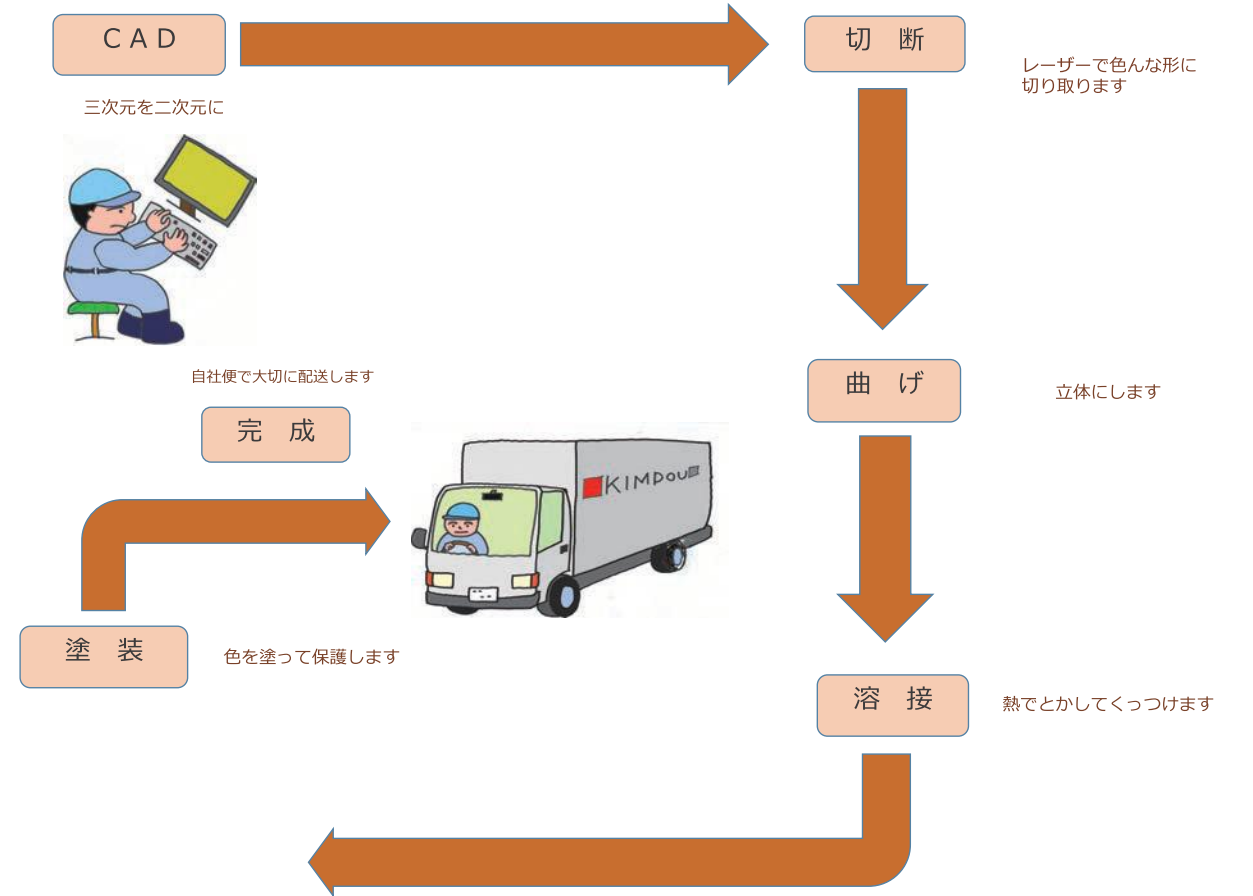 ＣＡＤ
三次元を二次元に
切　断
レーザーで色んな形に
切り取ります
曲　げ
立体にします
溶　接
熱でとかしてくっつけます
塗　装
色を塗って保護します
自社便で大切に配送します
完　成
KIMDOU